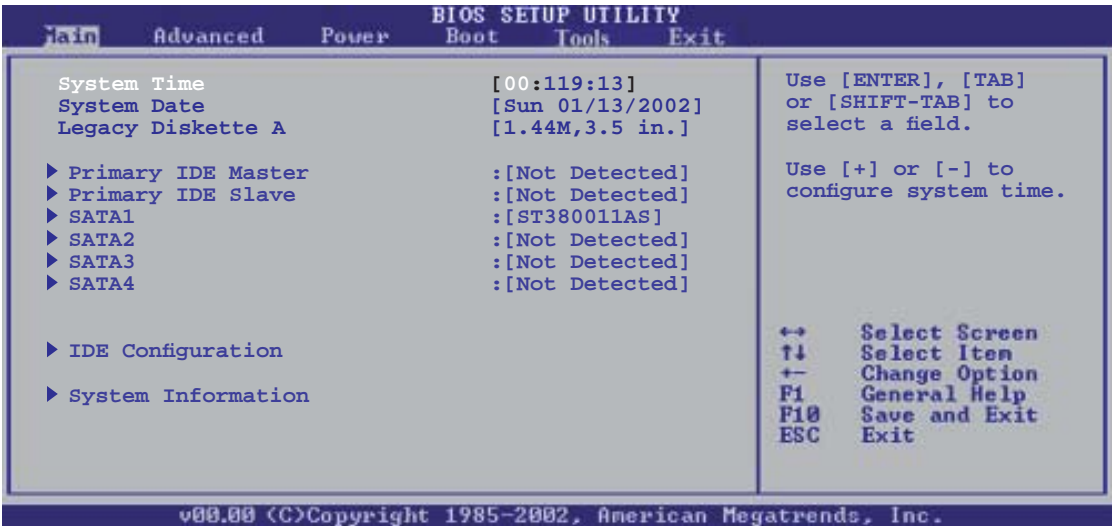 BIOS SETUP UTILITY
Main Advanced Power Boot Tools Exit
System Time [00:119:13]
System Date [Sun 01/13/2002]
Legacy Diskette A [1.44M,3.5 in.]
Primary IDE Master :[Not Detected]
Primary IDE Slave :[Not Detected]
SATA1 :[ST380011AS]
SATA2 :[Not Detected]
SATA3 :[Not Detected]
SATA4 :[Not Detected]
IDE Configuration
System Information
Use [ENTER], [TAB]
or [SHIFT-TAB] to
select a field.
Use [+] or [-] to
configure system time.
←→ Select Screen
↑↓ Select Item
+- Change Option
F1 General Help
F10 Save and Exit
ESC Exit
v00.00 (C)Copyright 1985-2002, American Megatrends, Inc.